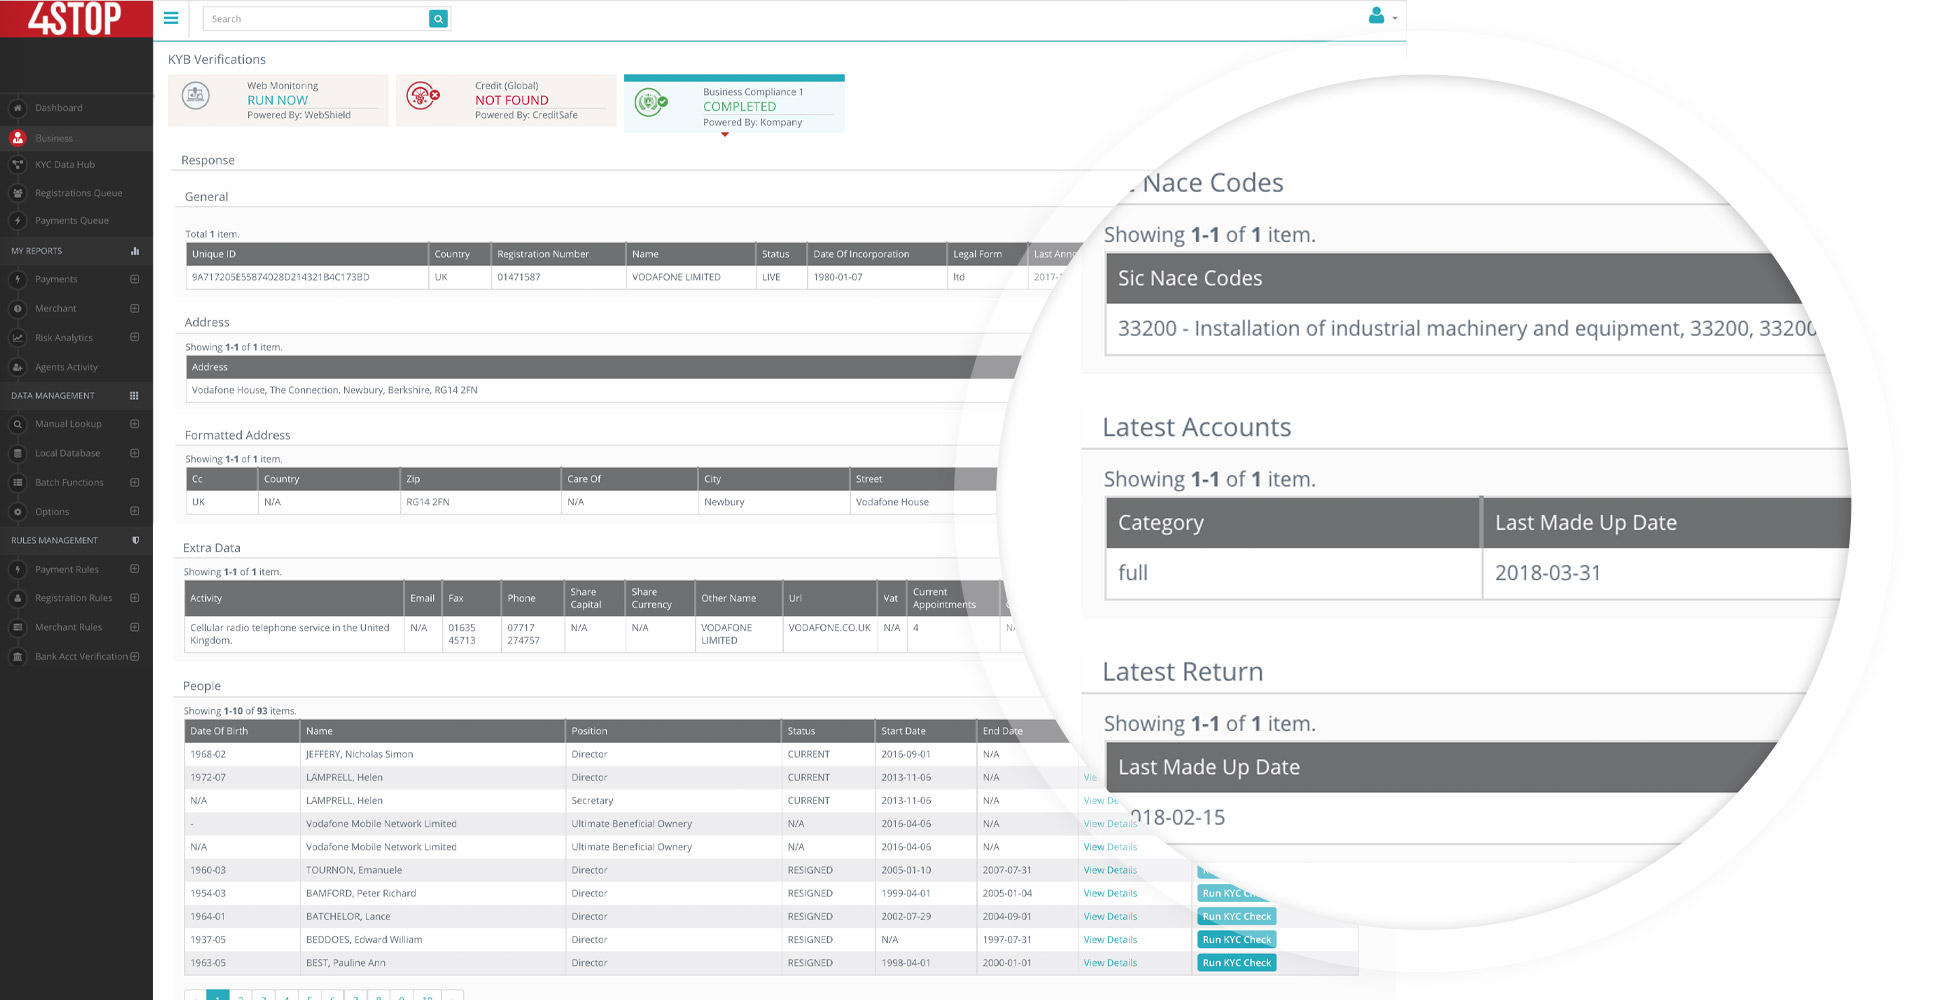 4STOP
Search
KYB Verifications
Web Monitoring
RUN NOW
Powered By: WebShield
Credit (Global)
NOT FOUND
Powered By: CreditSafe
Business Compliance 1
COMPLETED
Powered By: Kompany
Dashboard
Business
KYC Data Hub
Registrations Queue
Payments Queue
MY REPORTS
Payments
Merchant
Risk Analytics
Agents Activity
DATA MANAGEMENT
Manual Lookup
Local Database
Batch Functions
Options
RULES MANAGEMENT
Payment Rules
Registration Rules
Merchant Rules
Bank Acct Verification
Response
General
Total 1 item.
Unique ID Country Registration Number Name Status Date Of Incorporation Legal Form Last
9A717205E55874028D214321B4C173BD UK 01471587 VODAFONE LIMITED LIVE 1980-01-07 ltd 2017-
Address
Showing 1-1 of 1 item.
Address
Vodafone House, The Connection, Newbury, Berkshire, RG14 2FN
Formatted Address
Showing 1-1 of 1 item.
Cc Country Zip Care Of City Street
UK N/A RG14 2FN N/A Newbury Vodafone House
Extra Data
Showing 1-1 of 1 item.
Activity Email Fax Phone Share Capital Share Currency Other Name Url Vat Current Appointments
Cellular radio telephone service in the United N/A 01635 07717 N/A N/A VODAFONE VODAFONE.CO.UK N/A 4
Kingdom. 45713 274757 LIMITED
People
Showing 1-10 of 93 items.
Date Of Birth Name Position Status Start Date End Date
1968-02 JEFFERY, Nicholas Simon Director CURRENT 2016-09-01 N/A
1972-07 LAMPRELL, Helen Director CURRENT 2013-11-06 N/A
N/A LAMPRELL, Helen Secretary CURRENT 2013-11-06 N/A View
- Vodafone Mobile Network Limited Ultimate Beneficial Ownery N/A 2016-04-06 N/A View Details
N/A Vodafone Mobile Network Limited Ultimate Beneficial Ownery N/A 2016-04-06 N/A View Details
1960-03 TOURNON, Emanuele Director RESIGNED 2005-01-10 2007-07-31 View Details
1954-03 BAMFORD, Peter Richard Director RESIGNED 1999-04-01 2005-01-04 View Details Run KYC
1964-01 BATCHELOR, Lance Director RESIGNED 2002-07-29 2004-09-01 View Details Run KYC Check
1937-05 BEDDOES, Edward William Director RESIGNED N/A 1997-07-31 View Details Run KYC Check
1963-05 BEST, Pauline Ann Director RESIGNED 1998-04-01 2000-01-01 View Details Run KYC Check
1 2 3 4 5 6 7 8 9 10
Nace Codes
Showing 1-1 of 1 item.
Sic Nace Codes
33200 - Installation of industrial machinery and equipment, 33200, 33200
Latest Accounts
Showing 1-1 of 1 item.
Category Last Made Up Date
full 2018-03-31
Latest Return
Showing 1-1 of 1 item.
Last Made Up Date
018-02-15